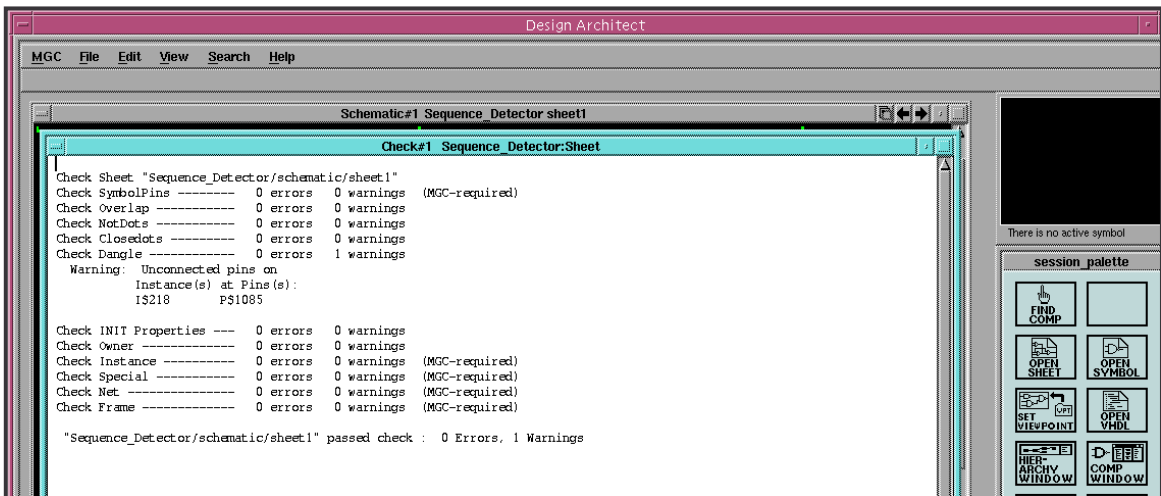 Design Architect
MGC File Edit View Search Help
Schematic#1 Sequence_Detector sheet1
Check#1 Sequence_Detector:Sheet
Check Sheet "Sequence_Detector/schematic/sheet1"
Check SymbolPins -------- 0 errors 0 warnings (MGC-required)
Check Overlap ----------- 0 errors 0 warnings
Check NotDots ----------- 0 errors 0 warnings
Check Closedots --------- 0 errors 0 warnings
Check Dangle ------------ 0 errors 1 warnings
Warning: Unconnected pins on
Instance(s) at Pins(s):
I$218 P$1085
Check INIT Properties --- 0 errors 0 warnings
Check Owner ------------- 0 errors 0 warnings
Check Instance ---------- 0 errors 0 warnings (MGC-required)
Check Special ----------- 0 errors 0 warnings (MGC-required)
Check Net --------------- 0 errors 0 warnings (MGC-required)
Check Frame ------------- 0 errors 0 warnings (MGC-required)
"Sequence_Detector/schematic/sheet1" passed check : 0 Errors, 1 Warnings
There is no active symbol
session_palette
FIND
COMP
OPEN
SHEET
OPEN
SYMBOL
SET
VIEWPOINT
VPT
OPEN
VHDL
HIER-
ARCHY
WINDOW
COMP
WINDOW